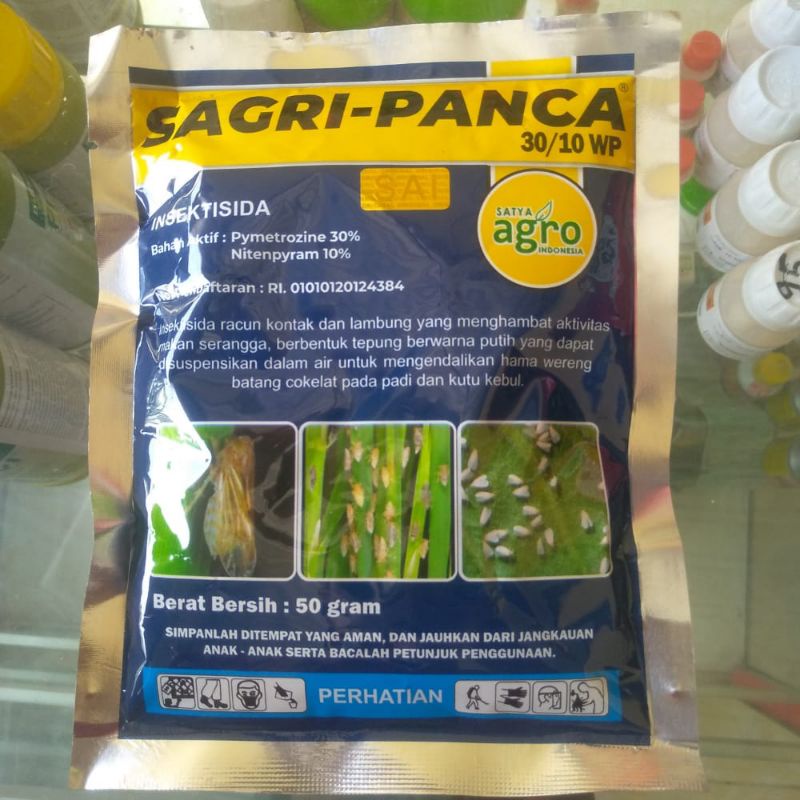 SAGRI-PANCA®
30/10 WP
SAI
SATYA
agro
INDONESIA
INSEKTISIDA
Bahan Aktif : Pymetrozine 30%
Nitenpyram 10%
: RI. 01010120124384
Insektisida racun kontak dan lambung yang menghambat aktivitas
makan serangga, berbentuk tepung berwarna putih yang dapat
disuspensikan dalam air untuk mengendalikan hama wereng
batang cokelat pada padi dan kutu kebul.
Berat Bersih : 50 gram
SIMPANLAH DITEMPAT YANG AMAN, DAN JAUHKAN DARI JANGKAUAN
ANAK - ANAK SERTA BACALAH PETUNJUK PENGGUNAAN.
PERHATIAN